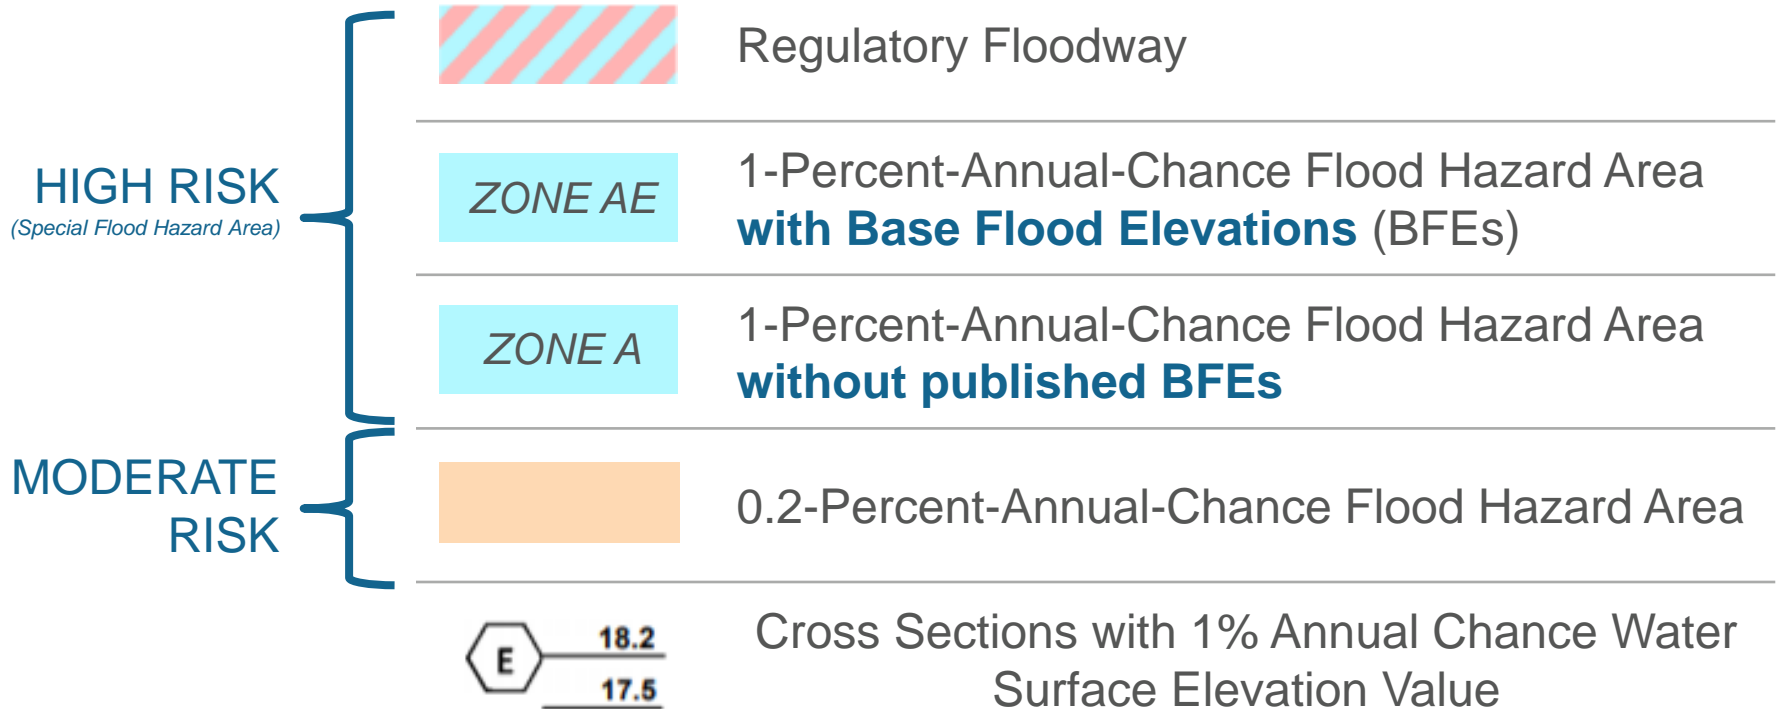 Regulatory Floodway
HIGH RISK
(Special Flood Hazard Area)
ZONE AE
1-Percent-Annual-Chance Flood Hazard Area
with Base Flood Elevations (BFEs)
ZONE A
1-Percent-Annual-Chance Flood Hazard Area
without published BFEs
MODERATE
RISK
0.2-Percent-Annual-Chance Flood Hazard Area
E
18.2
17.5
Cross Sections with 1% Annual Chance Water
Surface Elevation Value